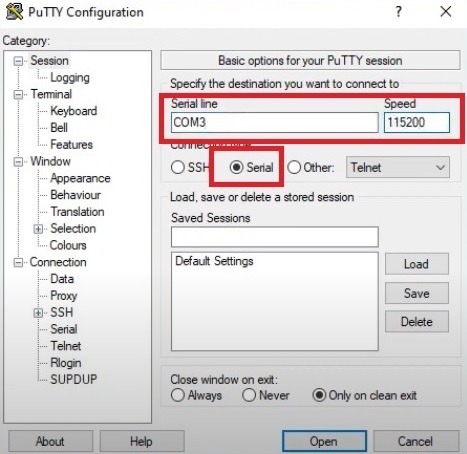 PuTTY Configuration
?
Category:
Session
Logging
Terminal
Keyboard
Bell
Features
Window
Appearance
Behaviour
Translation
Selection
Colours
Connection
Data
Proxy
SSH
Serial
Telnet
Rlogin
SUPDUP
Basic options for your PuTTY session
Specify the destination you want to connect to
Serial line Speed
COM3 115200
SSH Serial Other: Telnet
Load, save or delete a stored session
Saved Sessions
Default Settings
Load
Save
Delete
Close window on exit:
Always Never Only on clean exit
About Help Open Cancel